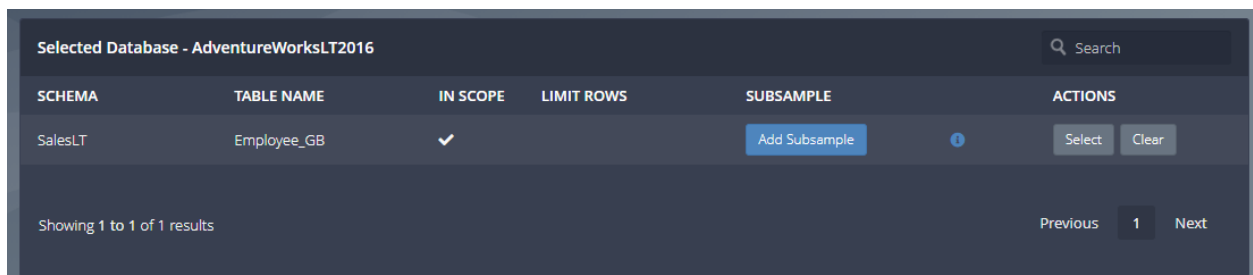 Selected Database - AdventureWorksLT2016 Search
SCHEMA TABLE NAME IN SCOPE LIMIT ROWS SUBSAMPLE ACTIONS
SalesLT Employee_GB Add Subsample Select Clear
Showing 1 to 1 of 1 results Previous 1 Next